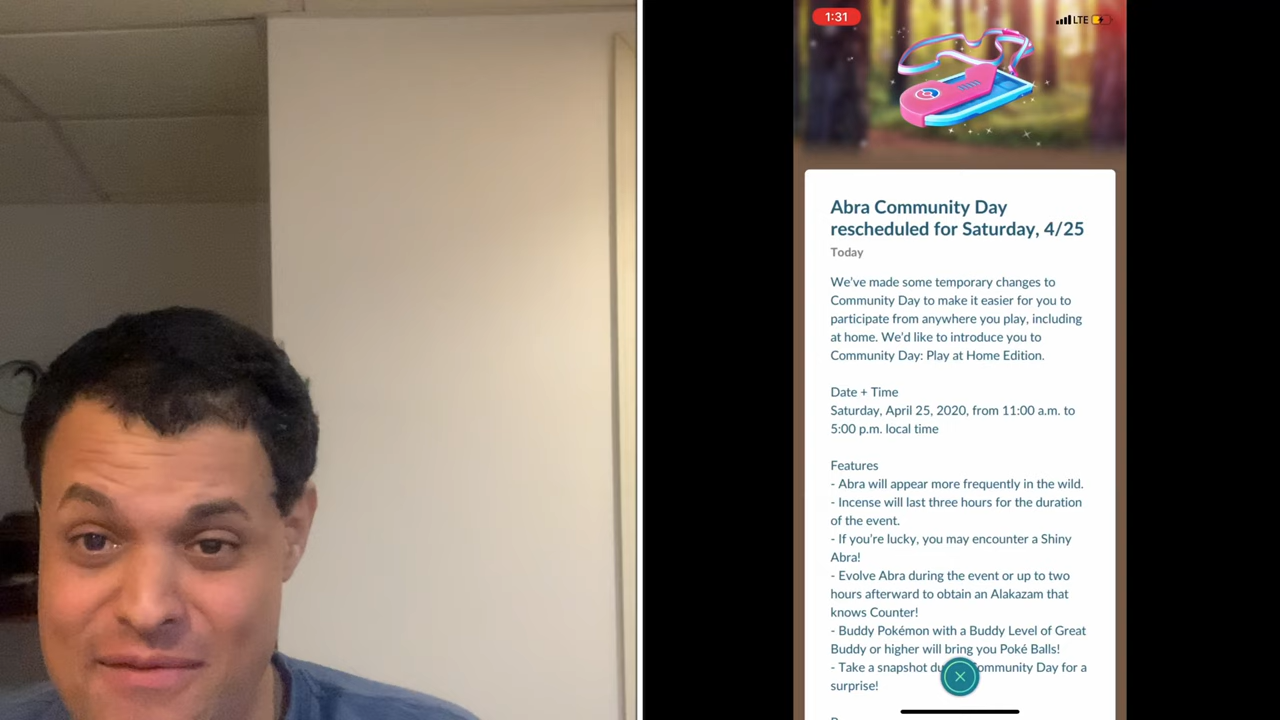 1:31
LTE
Abra Community Day
rescheduled for Saturday, 4/25
Today
We've made some temporary changes to
Community Day to make it easier for you to
participate from anywhere you play, including
at home. We'd like to introduce you to
Community Day: Play at Home Edition.
Date + Time
Saturday, April 25, 2020, from 11:00 a.m. to
5:00 p.m. local time
Features
- Abra will appear more frequently in the wild.
- Incense will last three hours for the duration
of the event.
- If you're lucky, you may encounter a Shiny
Abra!
- Evolve Abra during the event or up to two
hours afterward to obtain an Alakazam that
knows Counter!
- Buddy Pokémon with a Buddy Level of Great
Buddy or higher will bring you Poké Balls!
- Take a snapshot du ommunity Day for a
surprise!